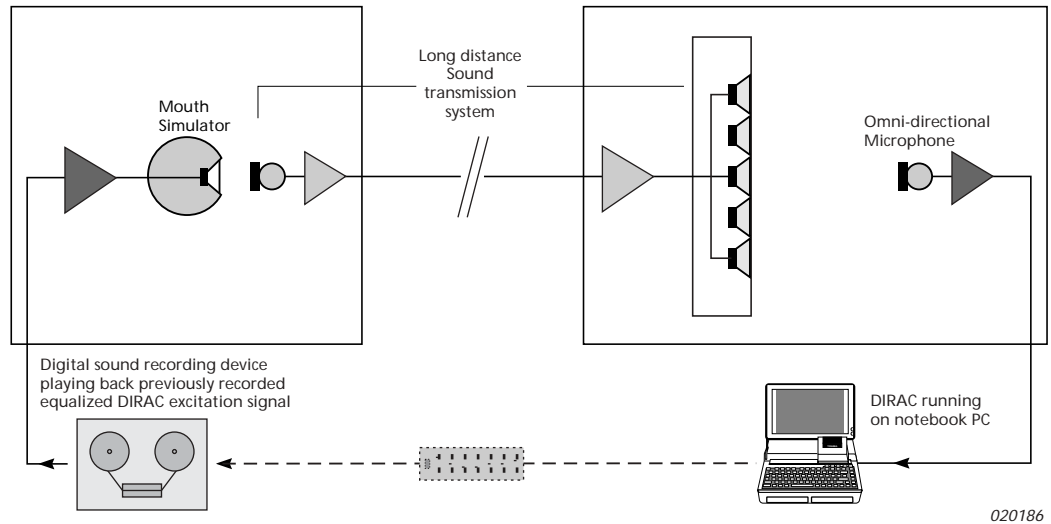 Long distance
Sound
transmission
system
Mouth
Simulator
Omni-directional
Microphone
Digital sound recording device
playing back previously recorded
equalized DIRAC excitation signal
DIRAC running
on notebook PC
020186